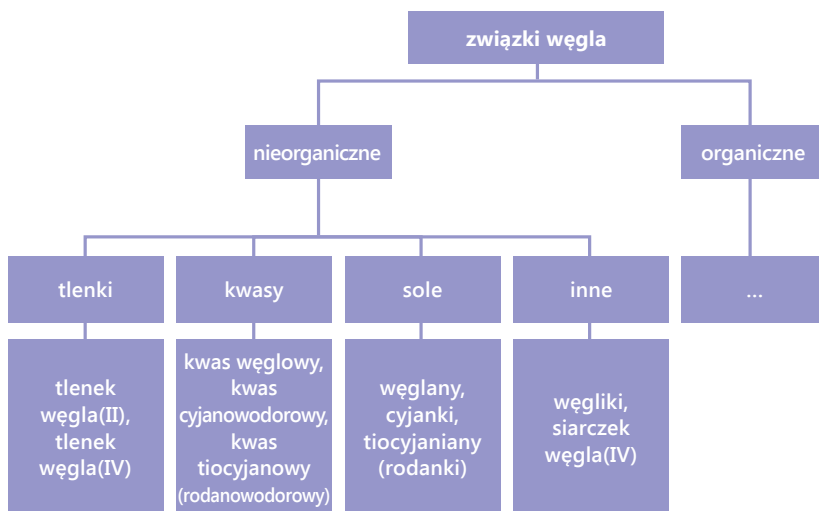 związki węgla
nieorganiczne
organiczne
tlenki
kwasy
sole
inne
...
tlenek
węgla(II),
tlenek
węgla(IV)
kwas węglowy,
kwas
cyjanowodorowy,
kwas
tiocyjanowy
(rodanowodorowy)
węglany,
cyjanki,
tiocyjaniany
(rodanki)
węgliki,
siarczek
węgla(IV)